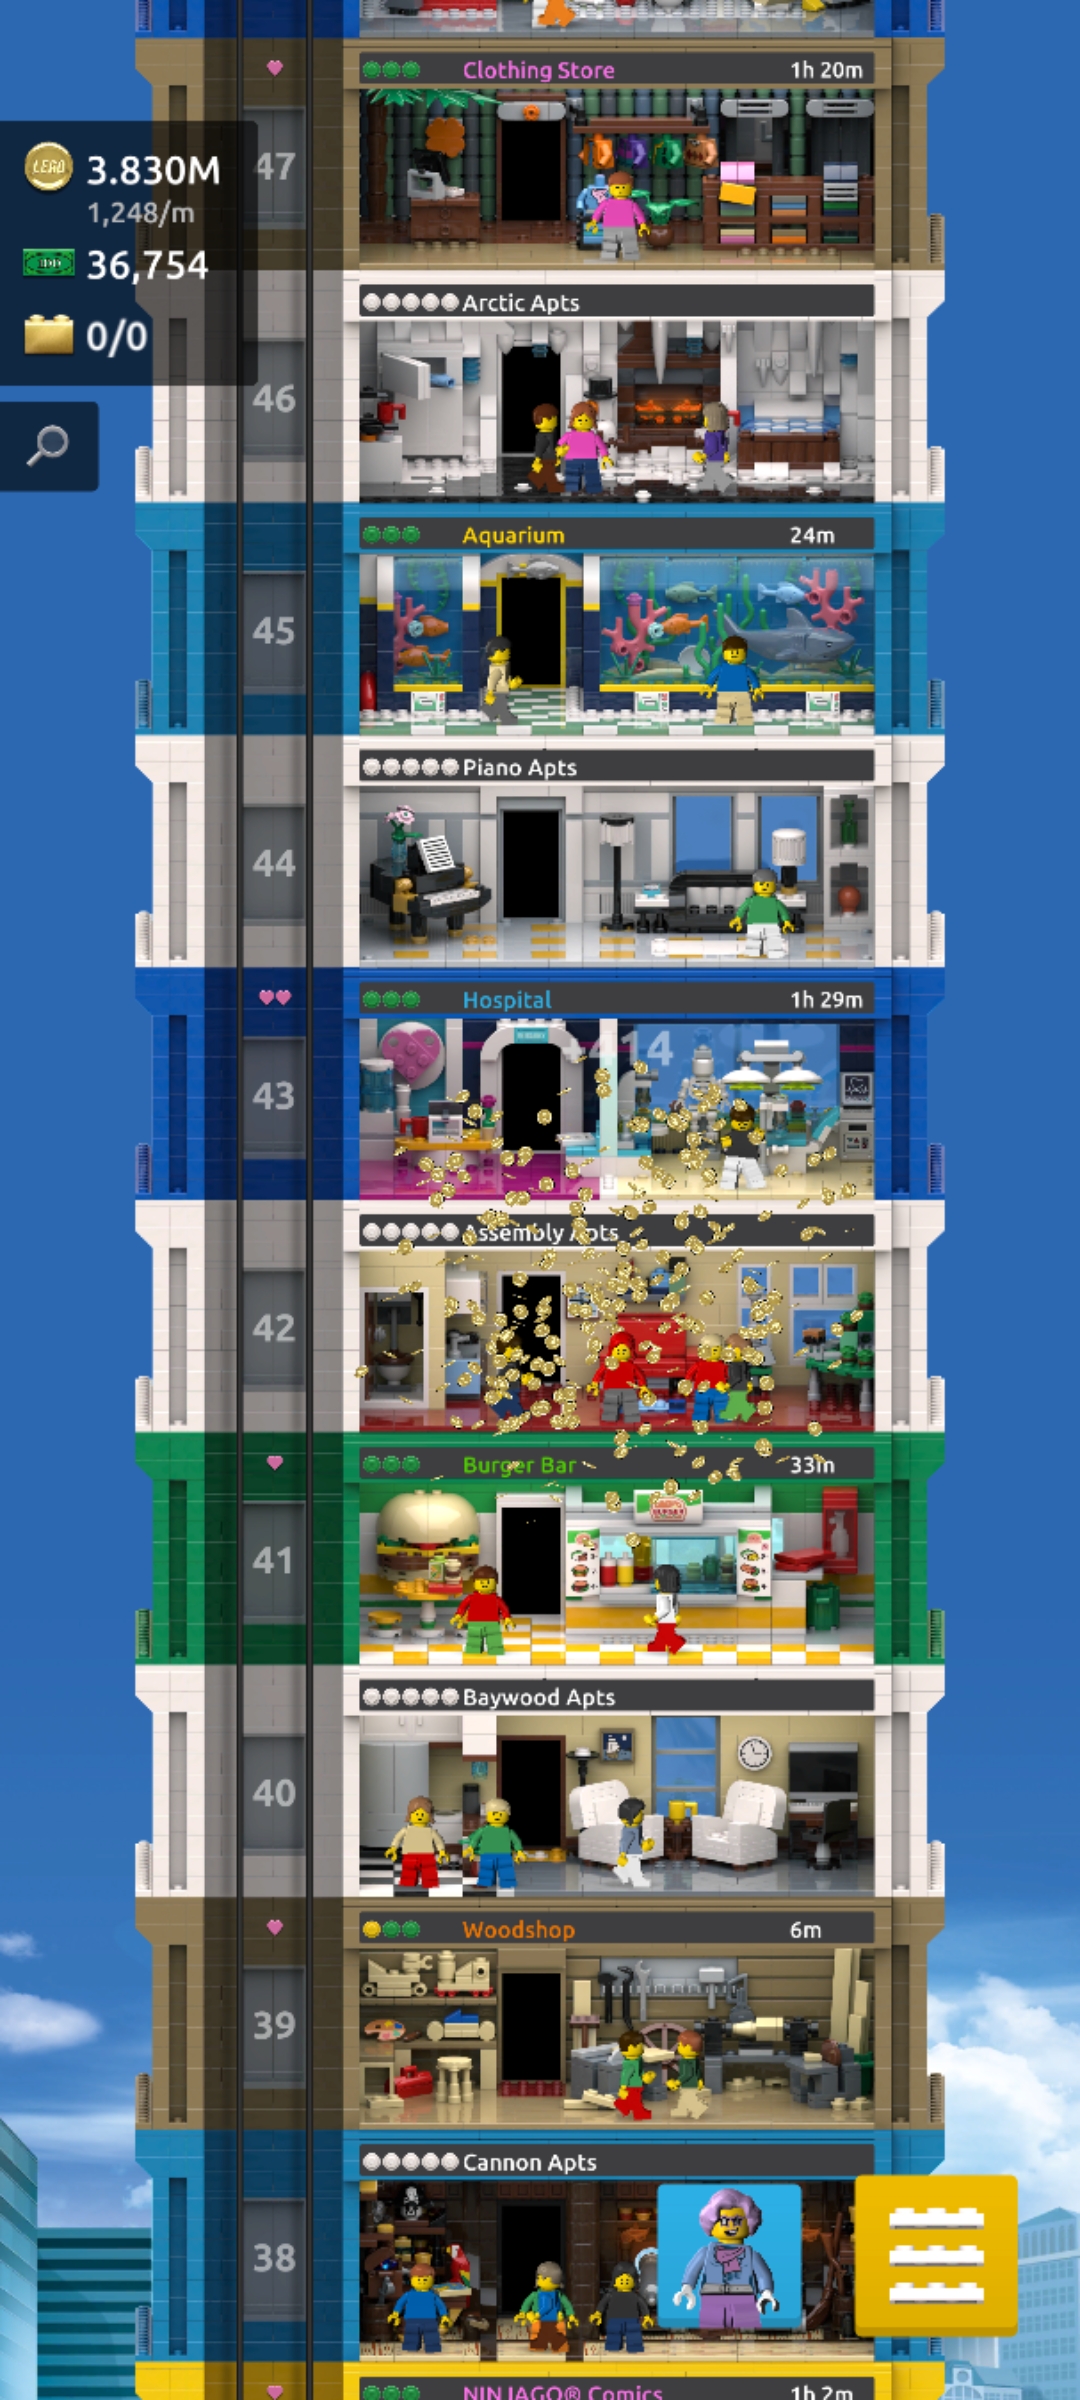 Clothing Store 1h 20m
LEGO 3.830M
47
1,248/m
36,754
0/0
Arctic Apts
46
Aquarium 24m
45
Piano Apts
44
Hospital 1h 29m
+414
43
Assembly Apts
42
Burger Bar 33m
41
Baywood Apts
40
Woodshop 6m
39
Cannon Apts
38
NINJAGO® Comics 1h 2m